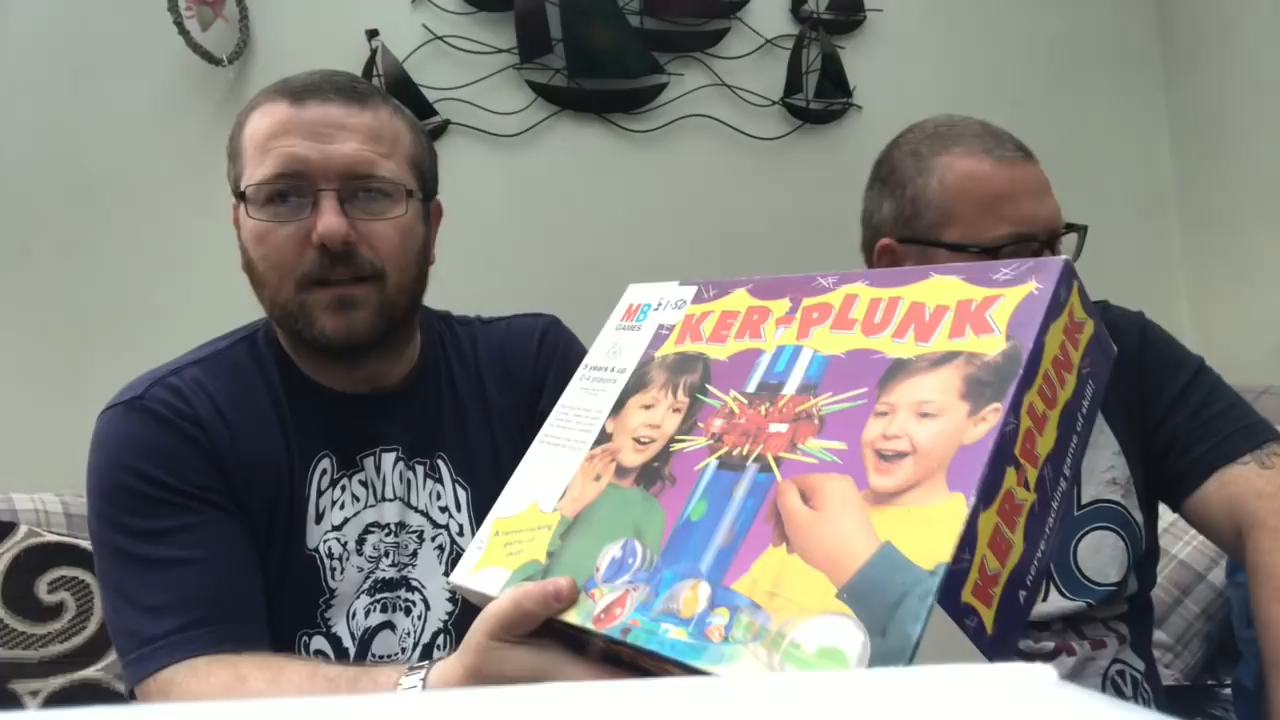 MB £1·50
GAMES
5 years & up
2-4 players
KER-PLUNK
A nerve-racking
game of
skill!
KER-PLUNK
A nerve-racking game of skill!
GasMonkey
6